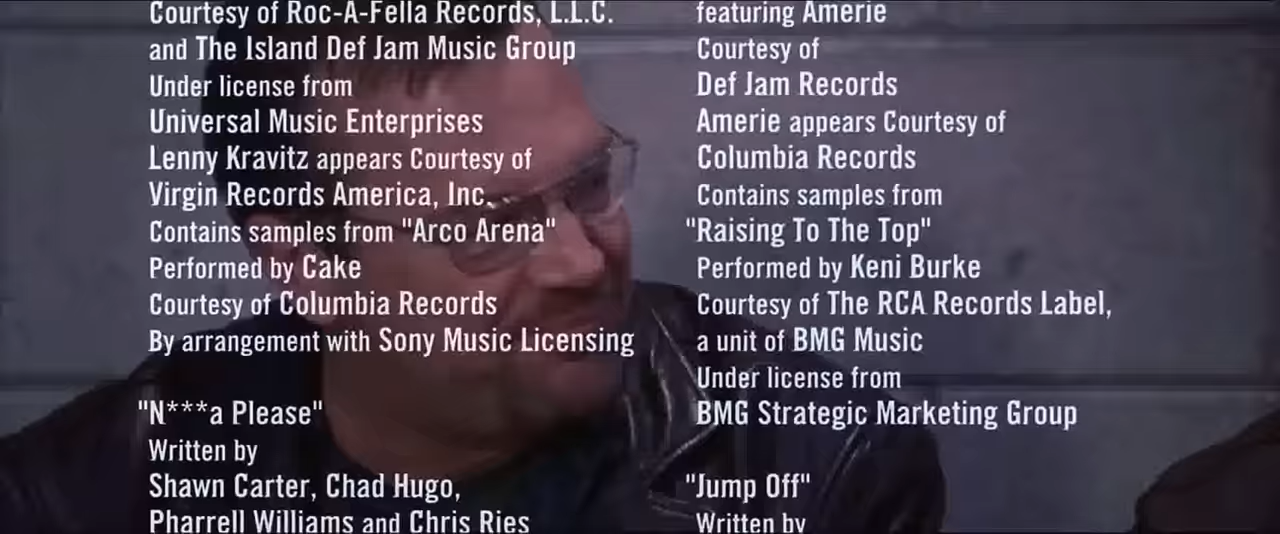 Courtesy of Roc-A-Fella Records, L.L.C.
and The Island Def Jam Music Group
Under license from
Universal Music Enterprises
Lenny Kravitz appears Courtesy of
Virgin Records America, Inc.
Contains samples from "Arco Arena"
Performed by Cake
Courtesy of Columbia Records
By arrangement with Sony Music Licensing
"N***a Please"
Written by
Shawn Carter, Chad Hugo,
Pharrell Williams and Chris Ries
featuring Amerie
Courtesy of
Def Jam Records
Amerie appears Courtesy of
Columbia Records
Contains samples from
"Raising To The Top"
Performed by Keni Burke
Courtesy of The RCA Records Label,
a unit of BMG Music
Under license from
BMG Strategic Marketing Group
"Jump Off"
Written by